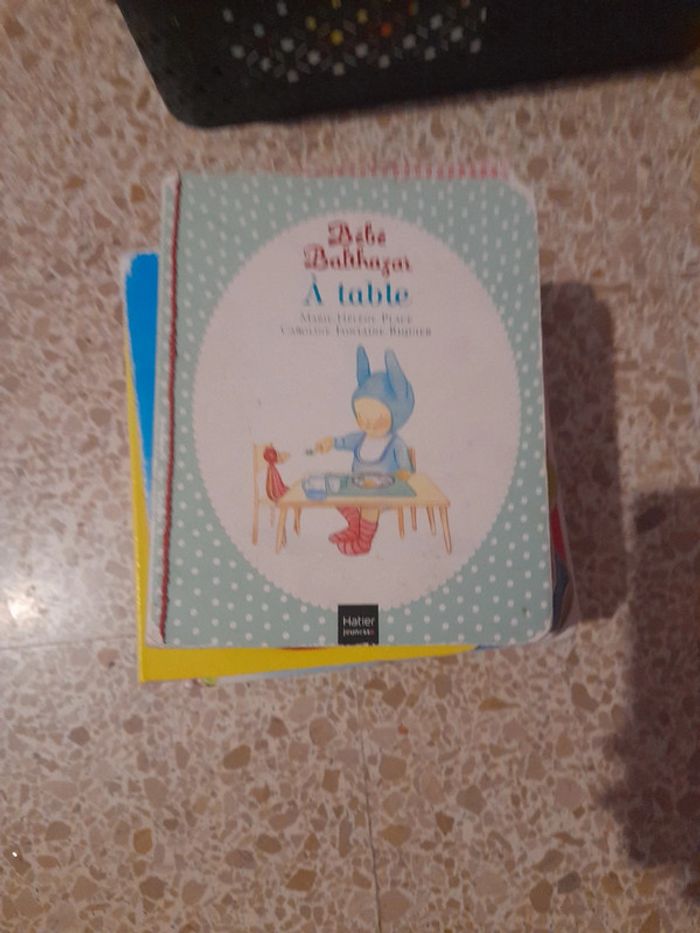 Bébé
Balthazar
À table
Marie-Hélène Place
Caroline Fontaine-Riquier
Hatier
jeunesse